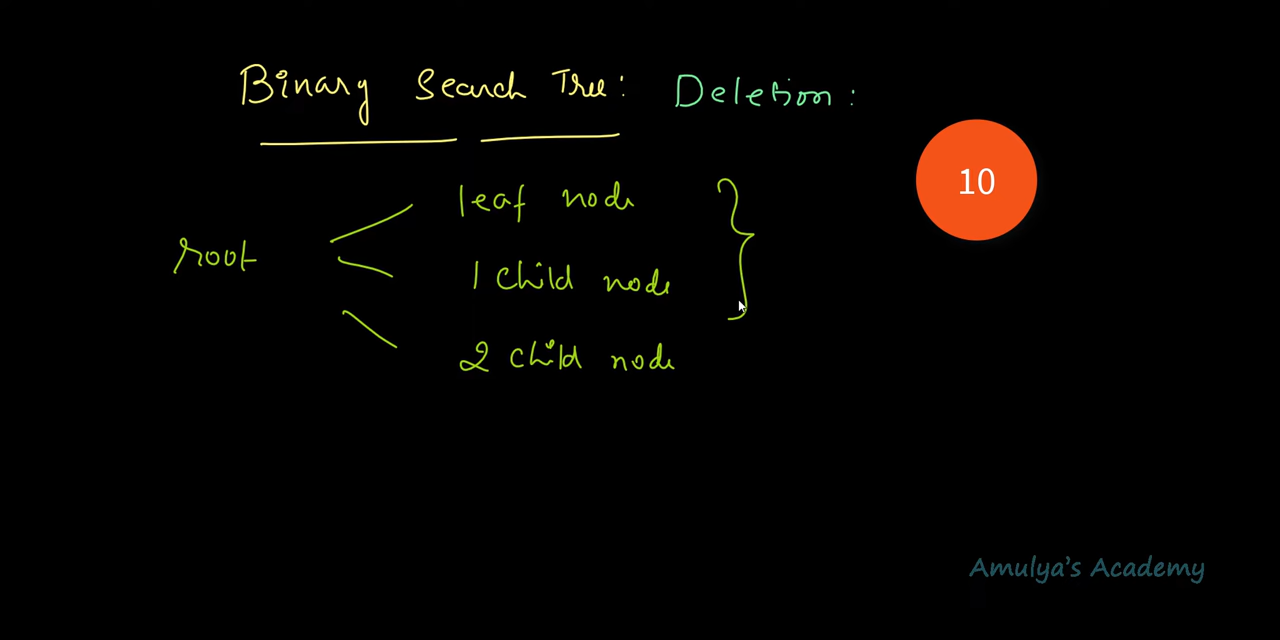 Binary Search Tree: Deletion:
10
leaf node
root
1 child node
2 child node
Amulya's Academy